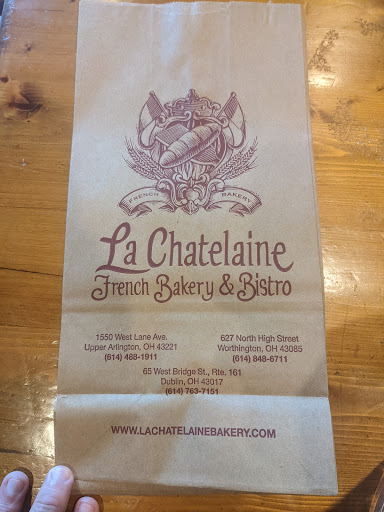 FRENCH BAKERY
La Chatelaine
French Bakery & Bistro
1550 West Lane Ave.
Upper Arlington, OH 43221
(614) 488-1911
627 North High Street
Worthington, OH 43085
(614) 848-6711
65 West Bridge St., Rte. 161
Dublin, OH 43017
(614) 763-7151
WWW.LACHATELAINEBAKERY.COM